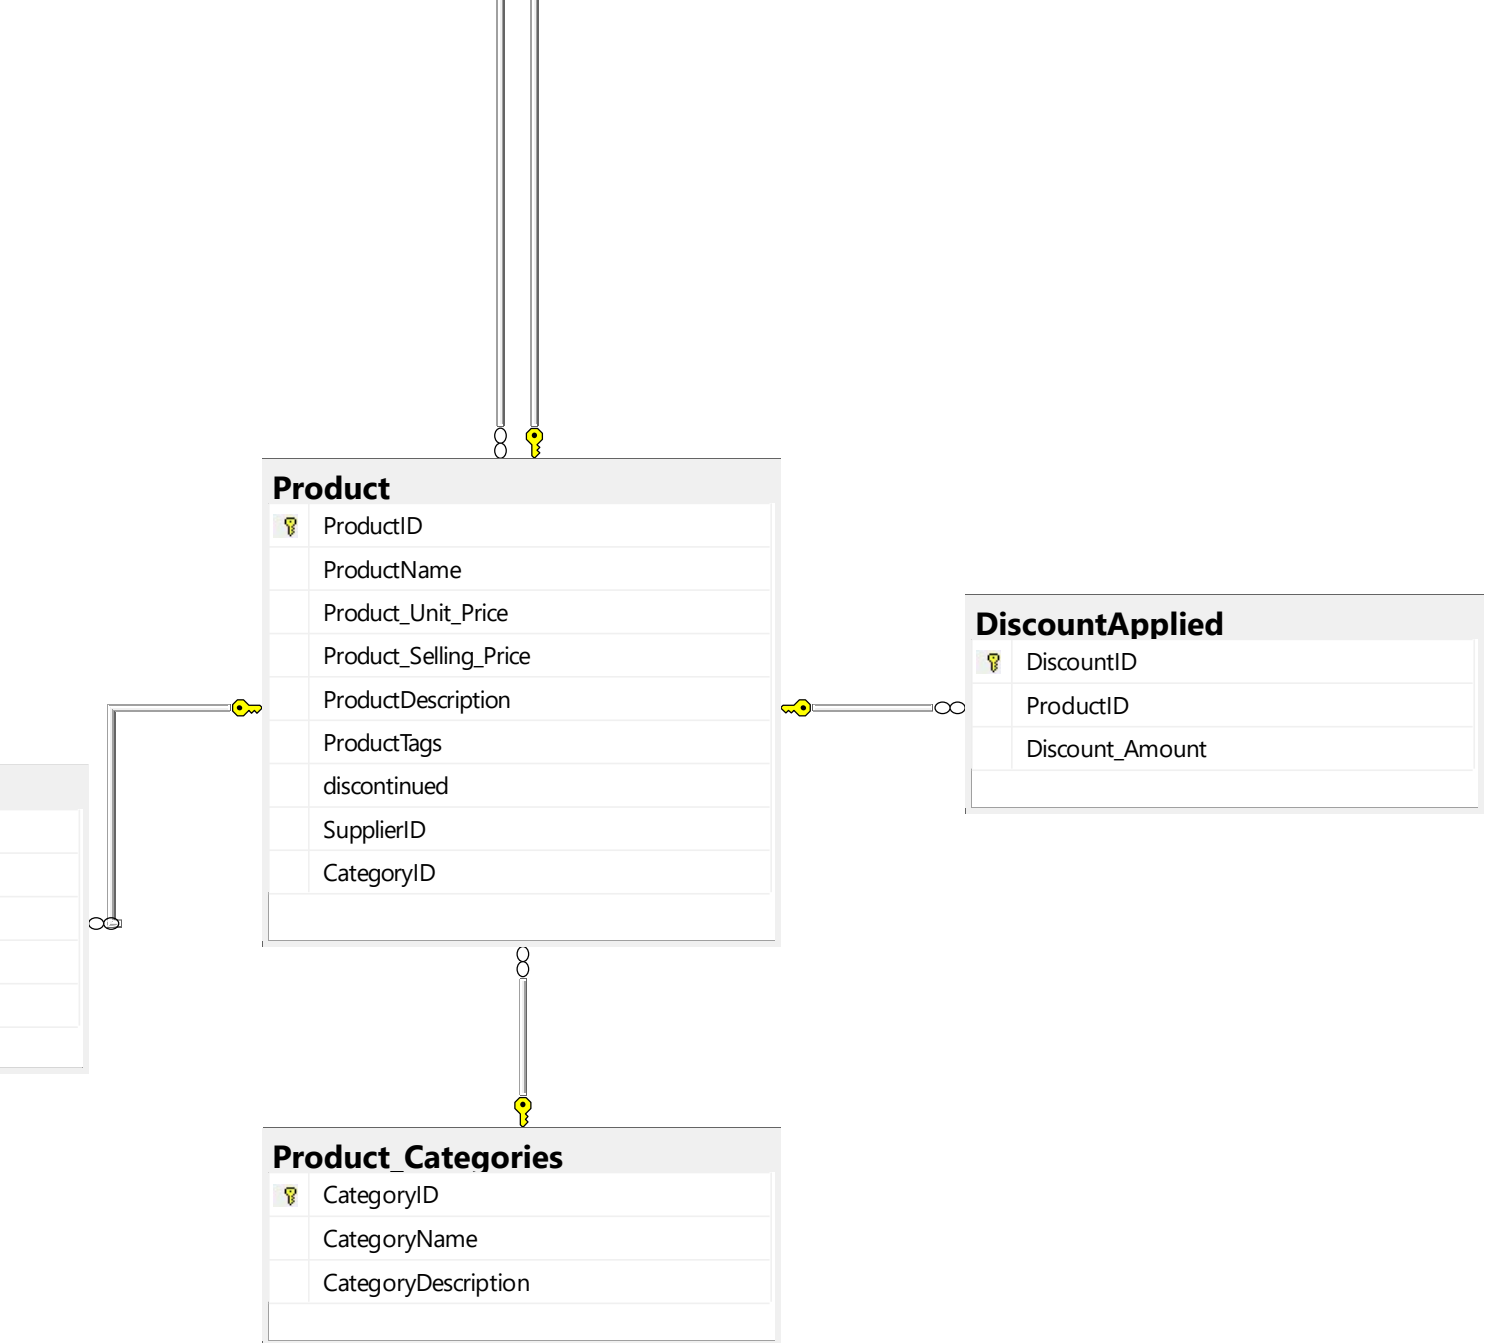 Product
ProductID
ProductName
Product_Unit_Price
Product_Selling_Price
ProductDescription
ProductTags
discontinued
SupplierID
CategoryID
DiscountApplied
DiscountID
ProductID
Discount_Amount
Product_Categories
CategoryID
CategoryName
CategoryDescription